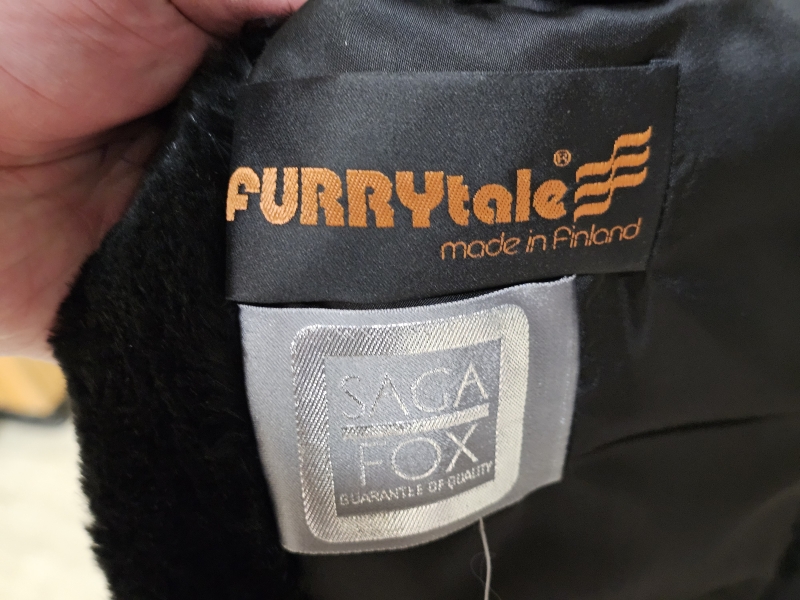 FURRYtale®
made in Finland
SAGA
FOX
GUARANTEE OF QUALITY